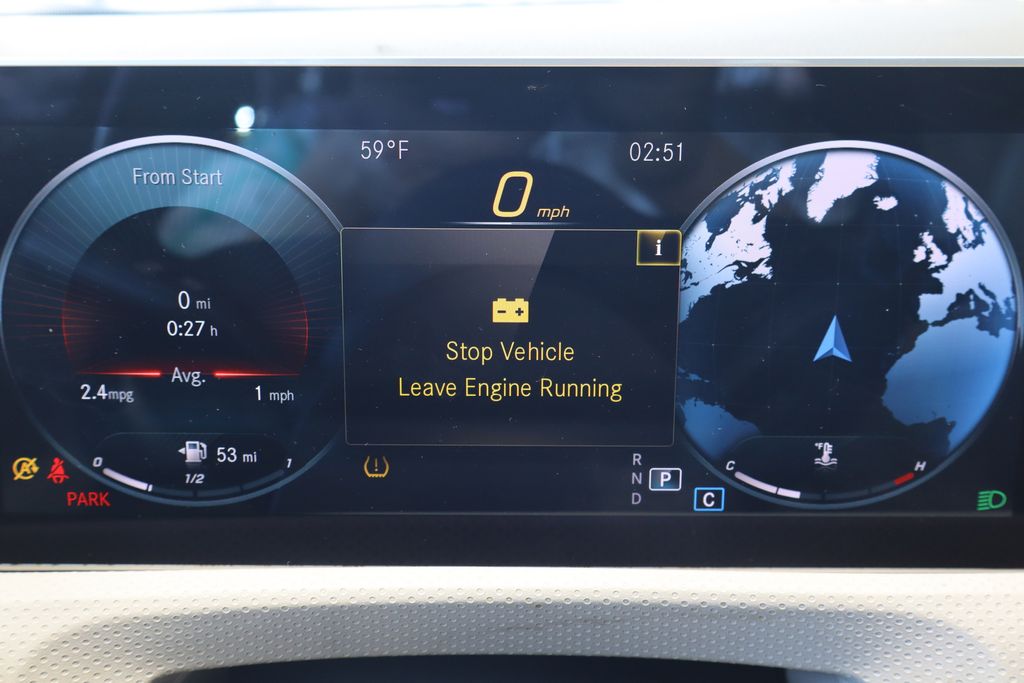 59°F
02:51
From Start
0 mph
i
0 mi
0:27 h
Stop Vehicle
Avg.
Leave Engine Running
2.4mpg
1 mph
53 mi
0
1/2
1
R
N
D
P
C
°F
C
H
A
PARK